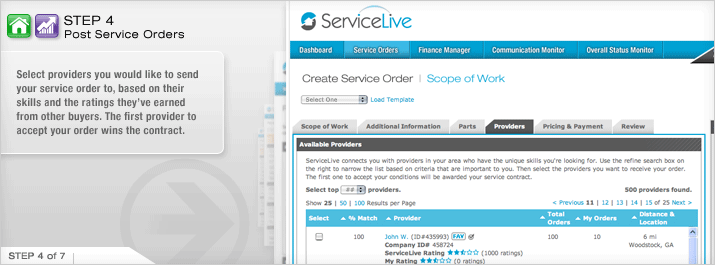 STEP 4
Post Service Orders
Select providers you would like to send
your service order to, based on their
skills and the ratings they've earned
from other buyers. The first provider to
accept your order wins the contract.
STEP 4 of 7
ServiceLive
Dashboard Service Orders Finance Manager Communication Monitor Overall Status Monitor
Create Service Order | Scope of Work
Select One Load Template
Scope of Work Additional Information Parts Providers Pricing & Payment Review
Available Providers
ServiceLive connects you with providers in your area who have the unique skills you're looking for. Use the refine search box on
the right to narrow the list based on criteria that are important to you. Then select the providers you want to receive your order.
The first one to accept your conditions will be awarded your service contract.
Select top -##- providers. 500 providers found.
Show 25 | 50 | 100 Results per Page < Previous 11 | 12 | 13 | 14 | 15 of 25 Next >
Select % Match Provider Total Orders My Orders Distance & Location
100 John W. (ID#435993) FAV 100 10 6 mi
Company ID# 458724 Woodstock, GA
ServiceLive Rating (1000 ratings)
My Rating (0 ratings)